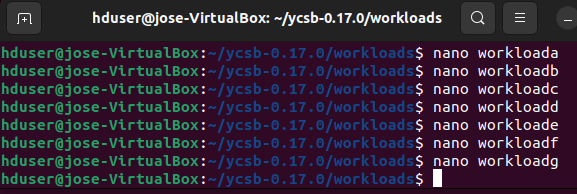 hduser@jose-VirtualBox: ~/ycsb-0.17.0/workloads
hduser@jose-VirtualBox:~/ycsb-0.17.0/workloads$ nano workloada
hduser@jose-VirtualBox:~/ycsb-0.17.0/workloads$ nano workloadb
hduser@jose-VirtualBox:~/ycsb-0.17.0/workloads$ nano workloadc
hduser@jose-VirtualBox:~/ycsb-0.17.0/workloads$ nano workloadd
hduser@jose-VirtualBox:~/ycsb-0.17.0/workloads$ nano workloade
hduser@jose-VirtualBox:~/ycsb-0.17.0/workloads$ nano workloadf
hduser@jose-VirtualBox:~/ycsb-0.17.0/workloads$ nano workloadg
hduser@jose-VirtualBox:~/ycsb-0.17.0/workloads$